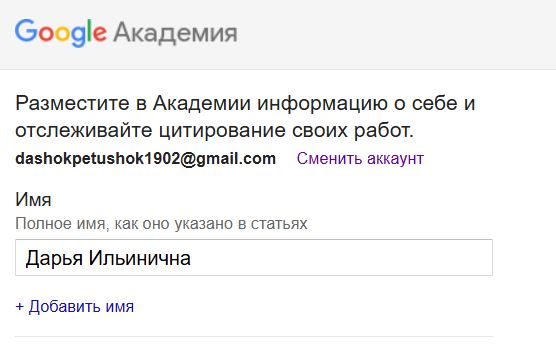 Google Академия
Разместите в Академии информацию о себе и
отслеживайте цитирование своих работ.
dashokpetushok1902@gmail.com Сменить аккаунт
Имя
Полное имя, как оно указано в статьях
Дарья Ильинична
+ Добавить имя